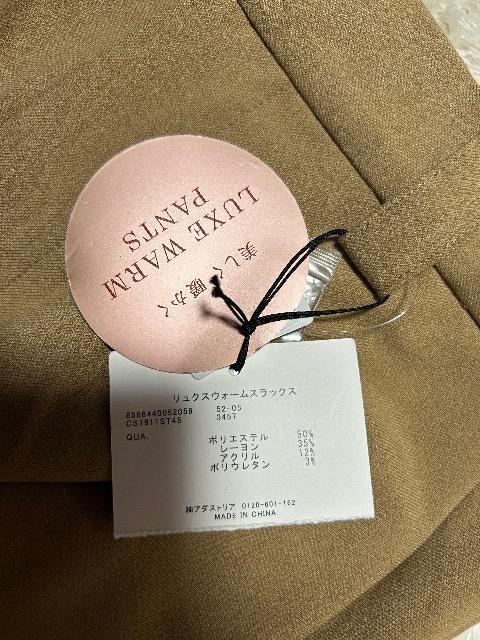 LUXE WARM
PANTS
美しく暖かく
リュクスウォームスラックス
8586440052059 52-05
CS1911ST45 3457
QUA.
ポリエステル 50%
レーヨン 35%
アクリル 12%
ポリウレタン 3%
㈱アダストリア 0120-601-162
MADE IN CHINA